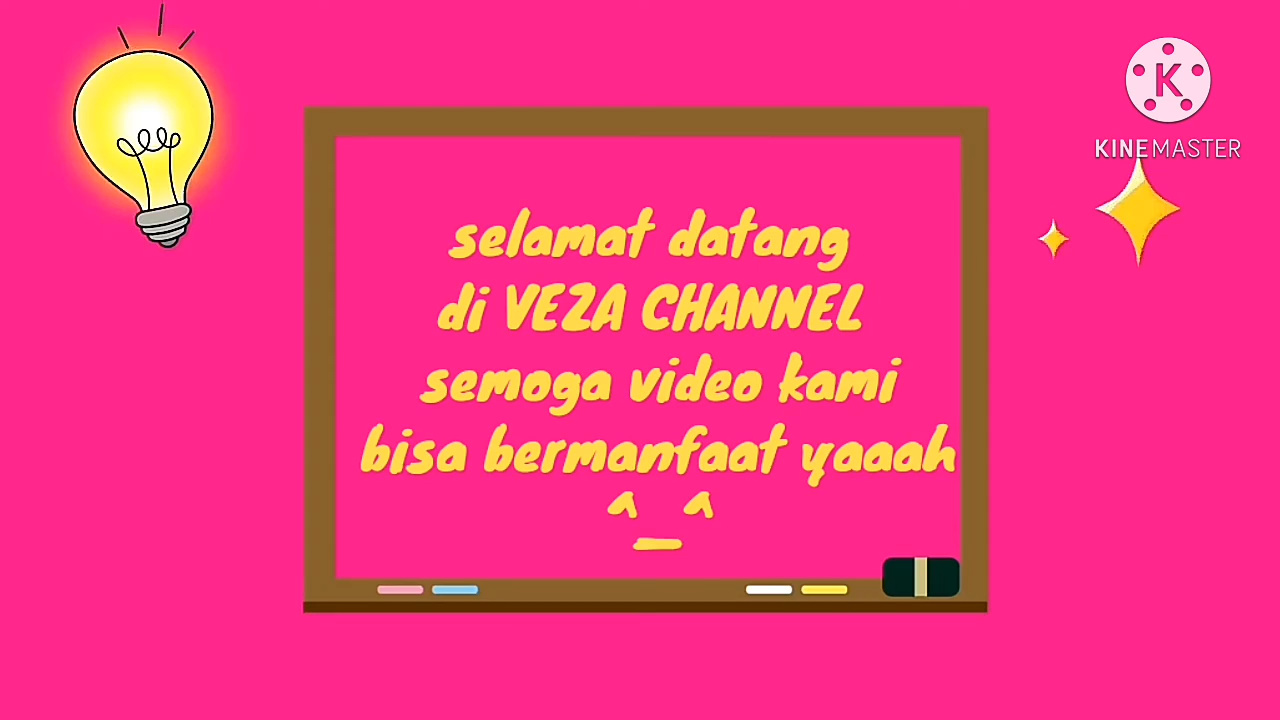 K
KINEMASTER
selamat datang
di VEZA CHANNEL
semoga video kami
bisa bermanfaat yaaah
^_^